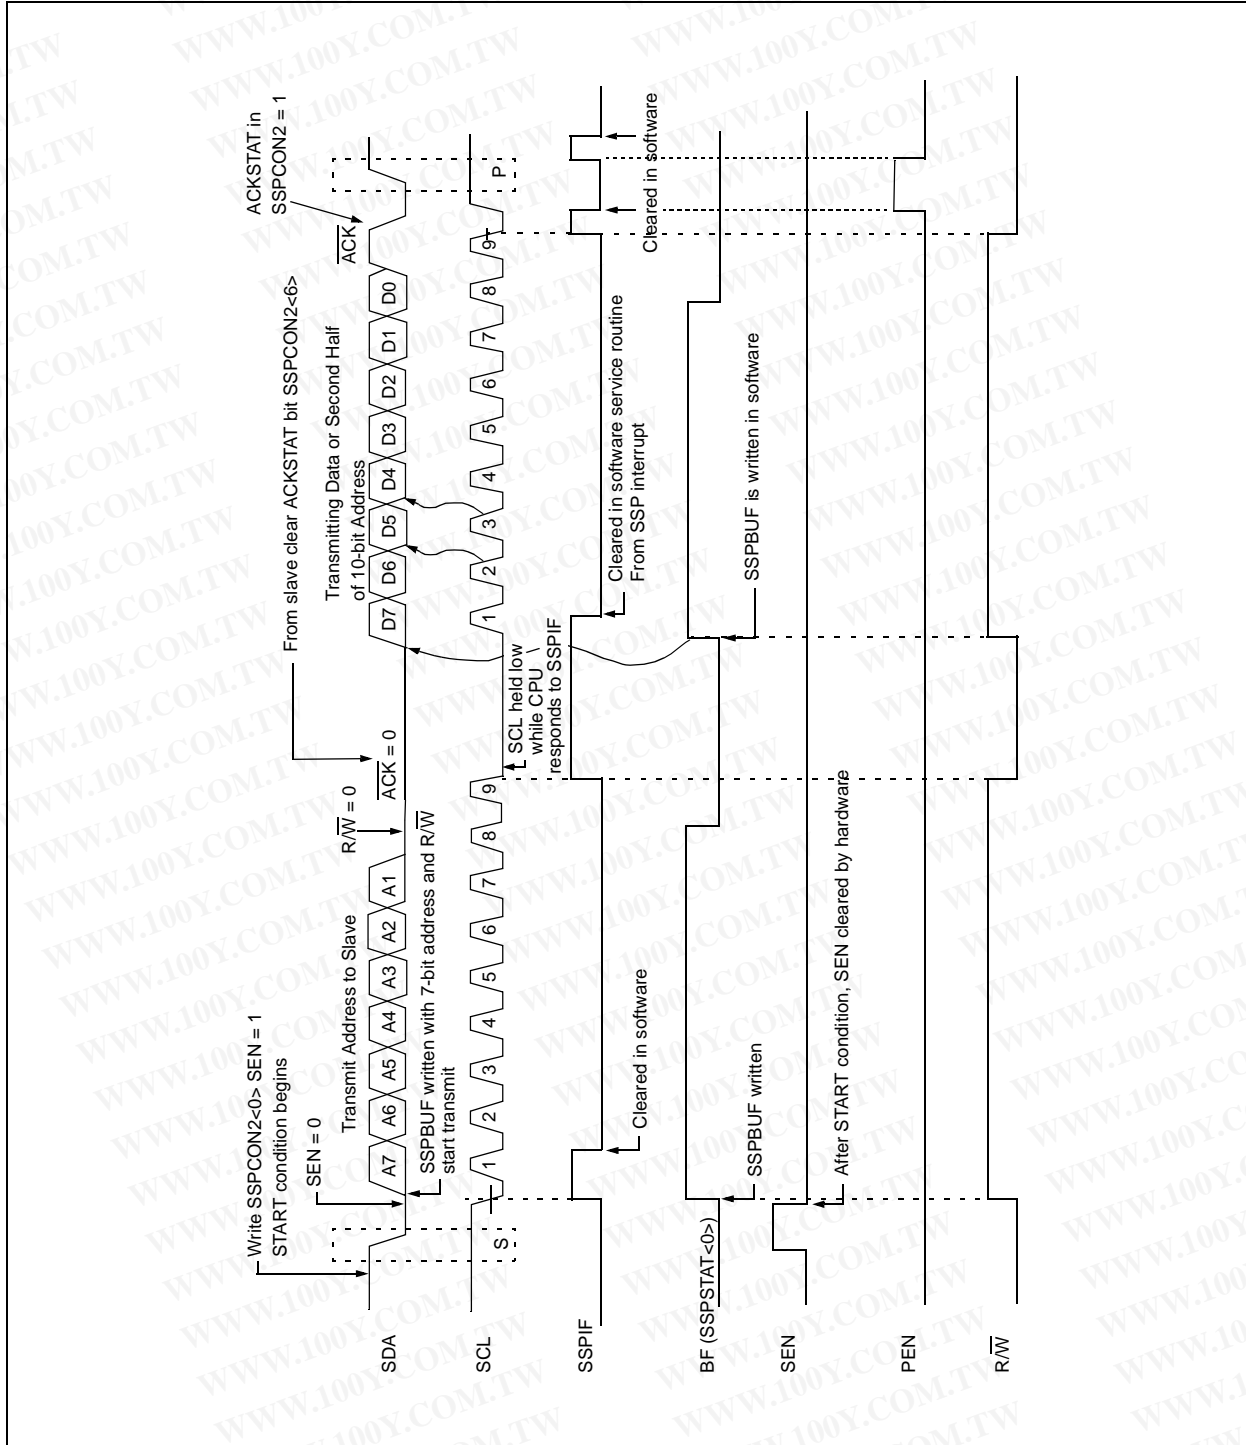 Write SSPCON2<0> SEN = 1
START condition begins
SEN = 0
Transmit Address to Slave
R/W = 0
From slave clear ACKSTAT bit SSPCON2<6>
Transmitting Data or Second Half
of 10-bit Address
ACKSTAT in
SSPCON2 = 1
ACK = 0
ACK
SDA
A7 A6 A5 A4 A3 A2 A1
D7 D6 D5 D4 D3 D2 D1 D0
SSPBUF written with 7-bit address and R/W
start transmit
SCL
S
1 2 3 4 5 6 7 8 9
1 2 3 4 5 6 7 8 9
P
SCL held low
while CPU
responds to SSPIF
SSPIF
Cleared in software
Cleared in software service routine
From SSP interrupt
Cleared in software
Cleared in software
BF (SSPSTAT<0>)
SSPBUF written
SSPBUF is written in software
SEN
After START condition, SEN cleared by hardware
PEN
R/W
WWW.100Y.COM.TW